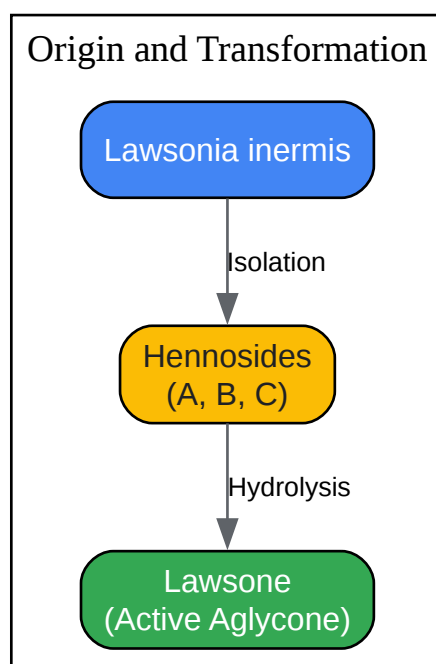 Origin and Transformation
Lawsonia inermis
Isolation
Hennosides
(A, B, C)
Hydrolysis
Lawsone
(Active Aglycone)